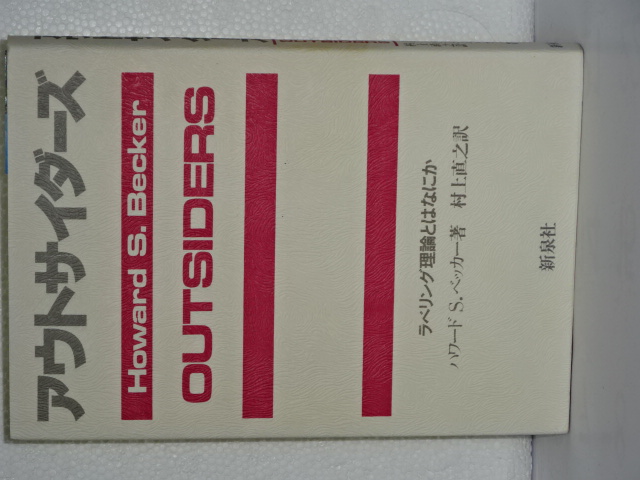 アウトサイダーズ
Howard S. Becker
OUTSIDERS
ラベリング理論とはなにか
ハワード S. ベッカー著 村上直之訳
新泉社